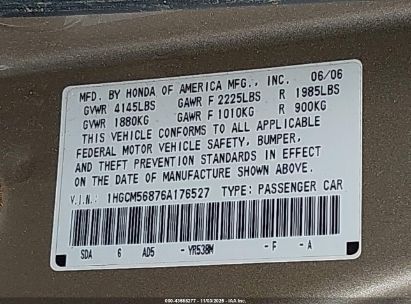 MFD. BY HONDA OF AMERICA MFG., INC. 06/06
GVWR 4145LBS GAWR F 2225LBS R 1985LBS
GVWR 1880KG GAWR F 1010KG R 900KG
THIS VEHICLE CONFORMS TO ALL APPLICABLE
FEDERAL MOTOR VEHICLE SAFETY, BUMPER,
AND THEFT PREVENTION STANDARDS IN EFFECT
ON THE DATE OF MANUFACTURE SHOWN ABOVE.
V.I.N.: 1HGCM56876A176527 TYPE: PASSENGER CAR
SDA 6 AD5 - YR538M - F - A